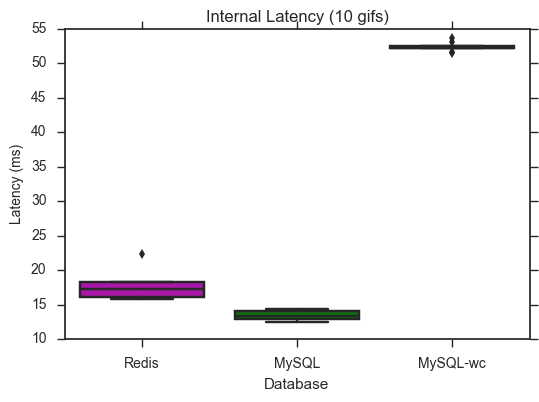 Internal Latency (10 gifs)
55
50
45
40
35
30
25
20
15
10
Latency (ms)
Redis MySQL MySQL-wc
Database